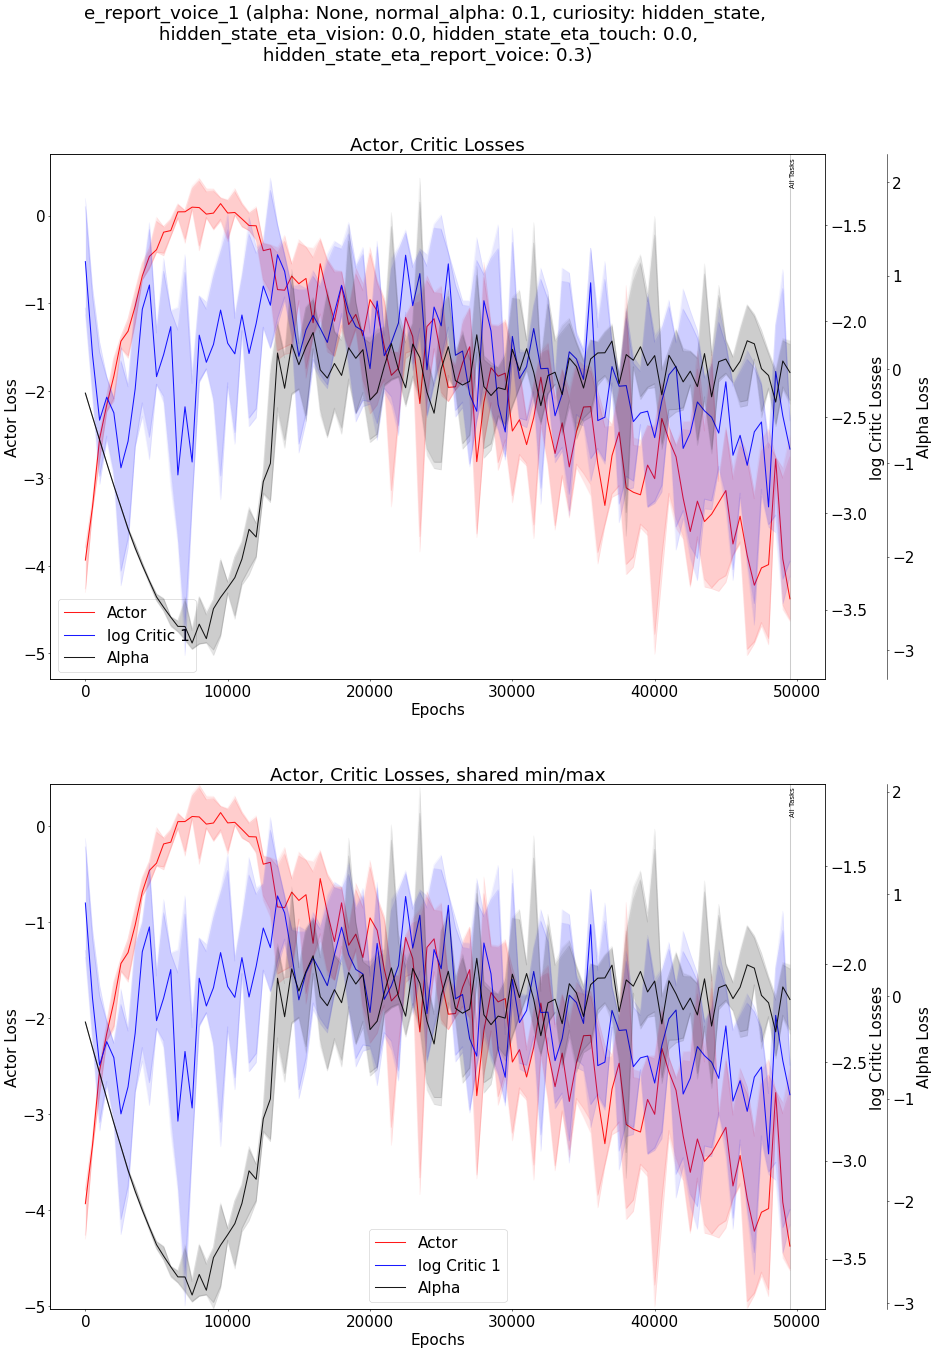 e_report_voice_1 (alpha: None, normal_alpha: 0.1, curiosity: hidden_state,
hidden_state_eta_vision: 0.0, hidden_state_eta_touch: 0.0,
hidden_state_eta_report_voice: 0.3)
Actor, Critic Losses
All Tasks
0
−1
−2
−3
−4
−5
Actor Loss
−1.5
−2.0
−2.5
−3.0
−3.5
log Critic Losses
2
1
0
−1
−2
−3
Alpha Loss
Actor
log Critic 1
Alpha
0
10000
20000
30000
40000
50000
Epochs
Actor, Critic Losses, shared min/max
All Tasks
0
−1
−2
−3
−4
−5
Actor Loss
−1.5
−2.0
−2.5
−3.0
−3.5
log Critic Losses
2
1
0
−1
−2
−3
Alpha Loss
Actor
log Critic 1
Alpha
0
10000
20000
30000
40000
50000
Epochs